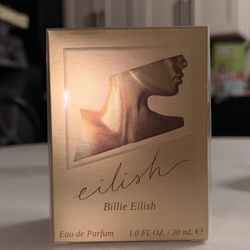 eilish
Billie Eilish
Eau de Parfum 1.0 FL OZ. / 30 mL ℮